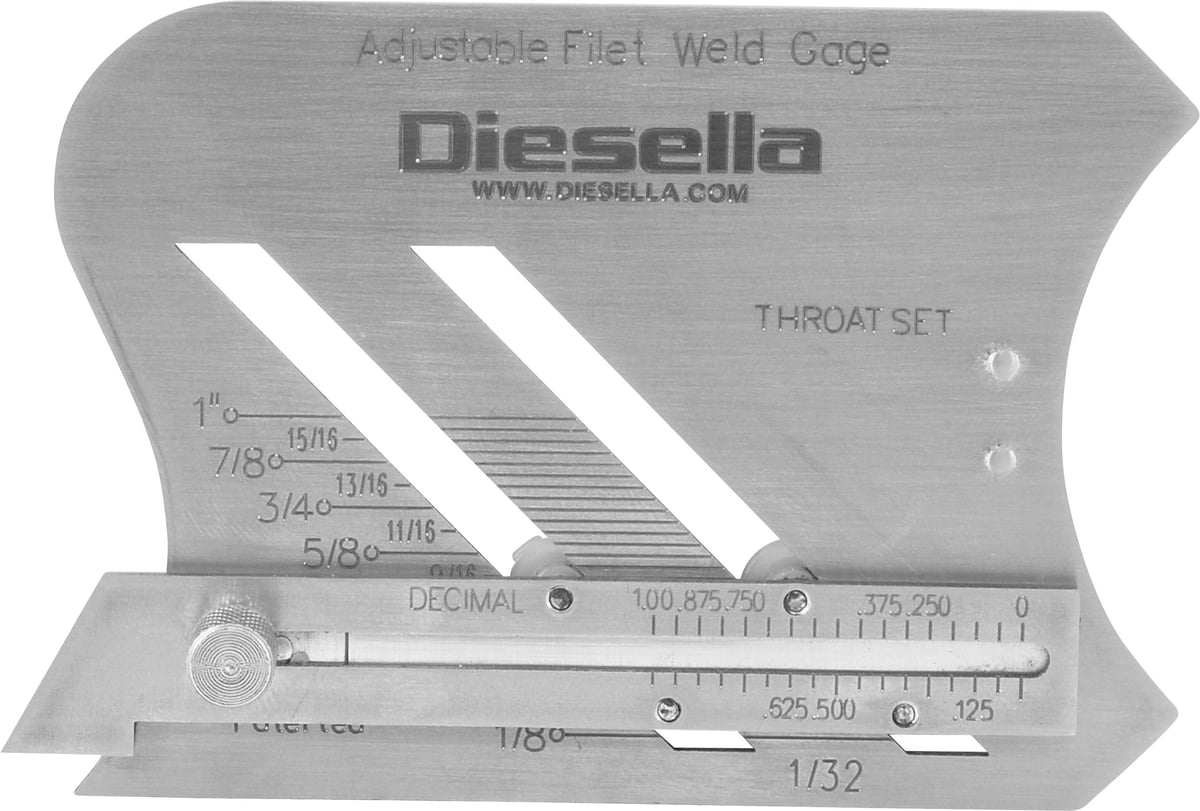 Adjustable Filet Weld Gage
Diesella
WWW.DIESELLA.COM
THROAT SET
1"
15/16
7/8
13/16
3/4
11/16
5/8
9/16
DECIMAL 1.00 .875 .750 .375 .250 0
.625 .500 .125
1/8
1/32